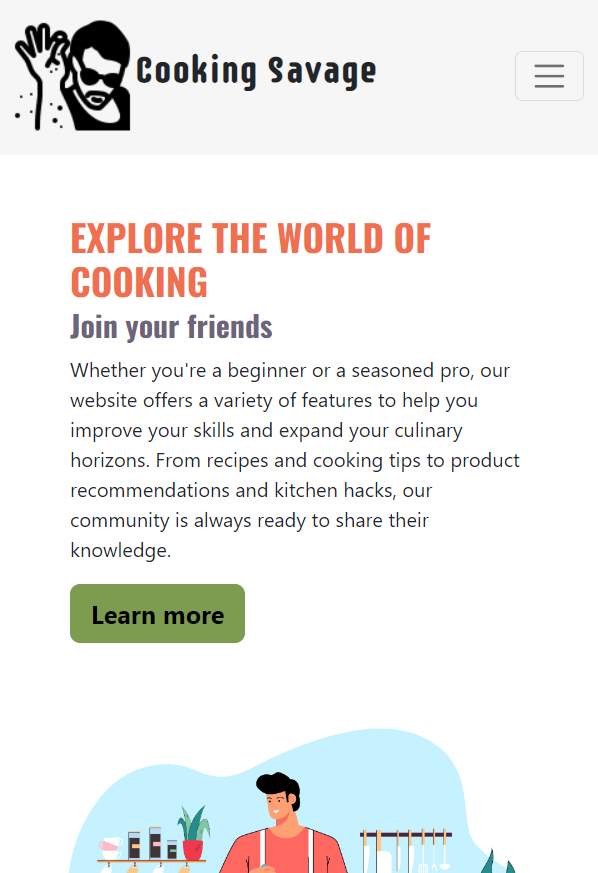 Cooking Savage
EXPLORE THE WORLD OF
COOKING
Join your friends
Whether you're a beginner or a seasoned pro, our
website offers a variety of features to help you
improve your skills and expand your culinary
horizons. From recipes and cooking tips to product
recommendations and kitchen hacks, our
community is always ready to share their
knowledge.
Learn more